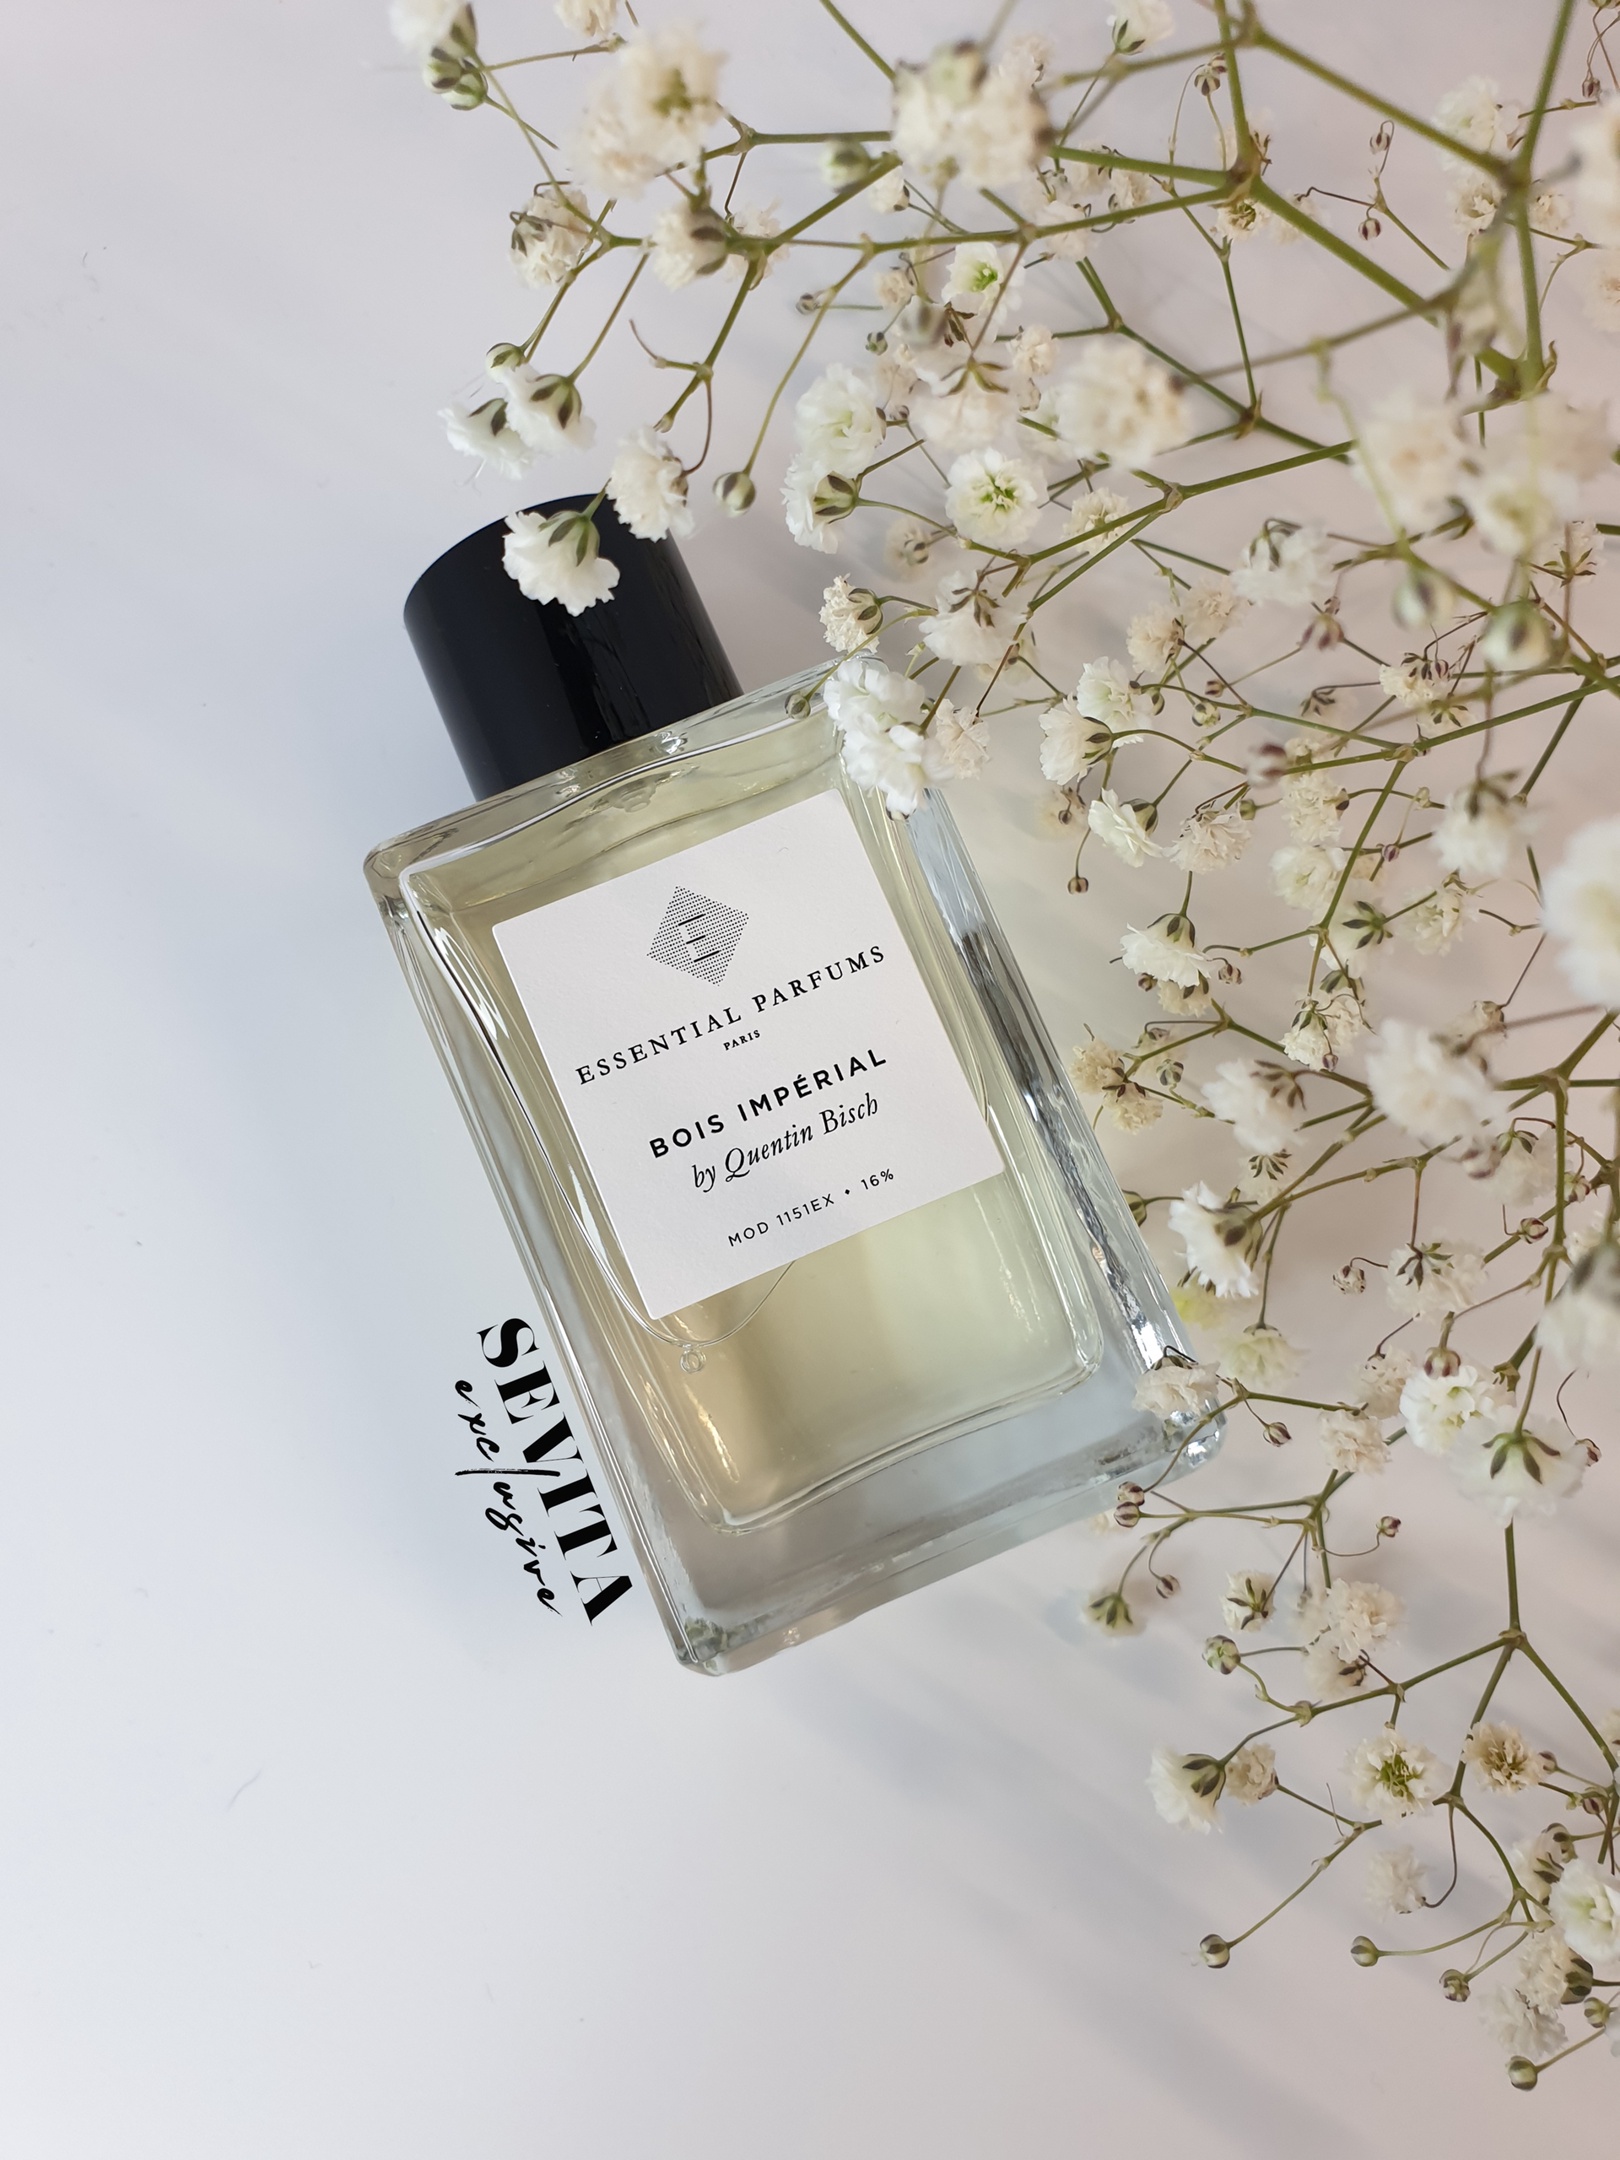 ESSENTIAL PARFUMS
PARIS
BOIS IMPÉRIAL
by Quentin Bisch
MOD 1151EX • 16%
SEVITA
exclusive